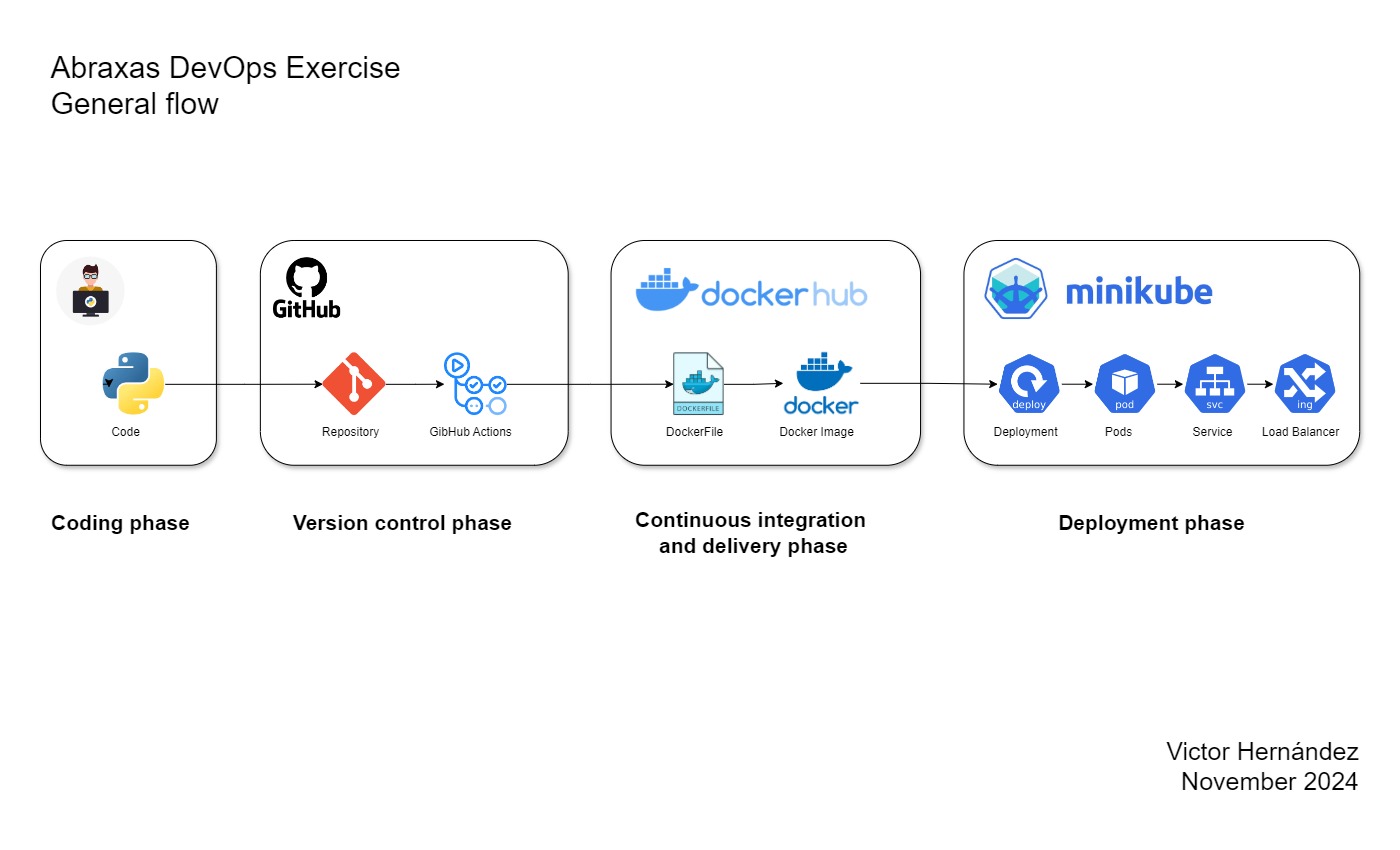 Abraxas DevOps Exercise
General flow
GitHub
docker hub
minikube
DOCKERFILE
docker
deploy
pod
svc
ing
Code
Repository
GibHub Actions
DockerFile
Docker Image
Deployment
Pods
Service
Load Balancer
Coding phase
Version control phase
Continuous integration
and delivery phase
Deployment phase
Victor Hernández
November 2024